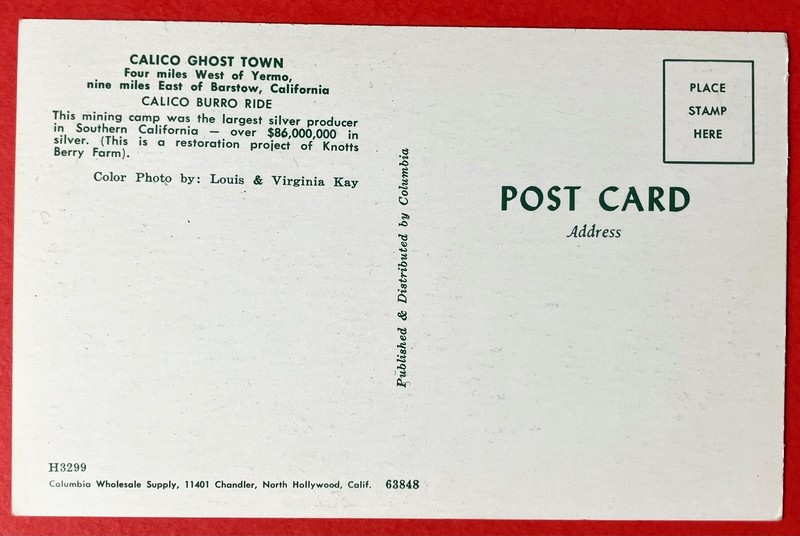 CALICO GHOST TOWN
Four miles West of Yermo,
nine miles East of Barstow, California
CALICO BURRO RIDE
This mining camp was the largest silver producer
in Southern California — over $86,000,000 in
silver. (This is a restoration project of Knotts
Berry Farm).
Color Photo by: Louis & Virginia Kay
Published & Distributed by Columbia
PLACE
STAMP
HERE
POST CARD
Address
H3299
Columbia Wholesale Supply, 11401 Chandler, North Hollywood, Calif. 63848